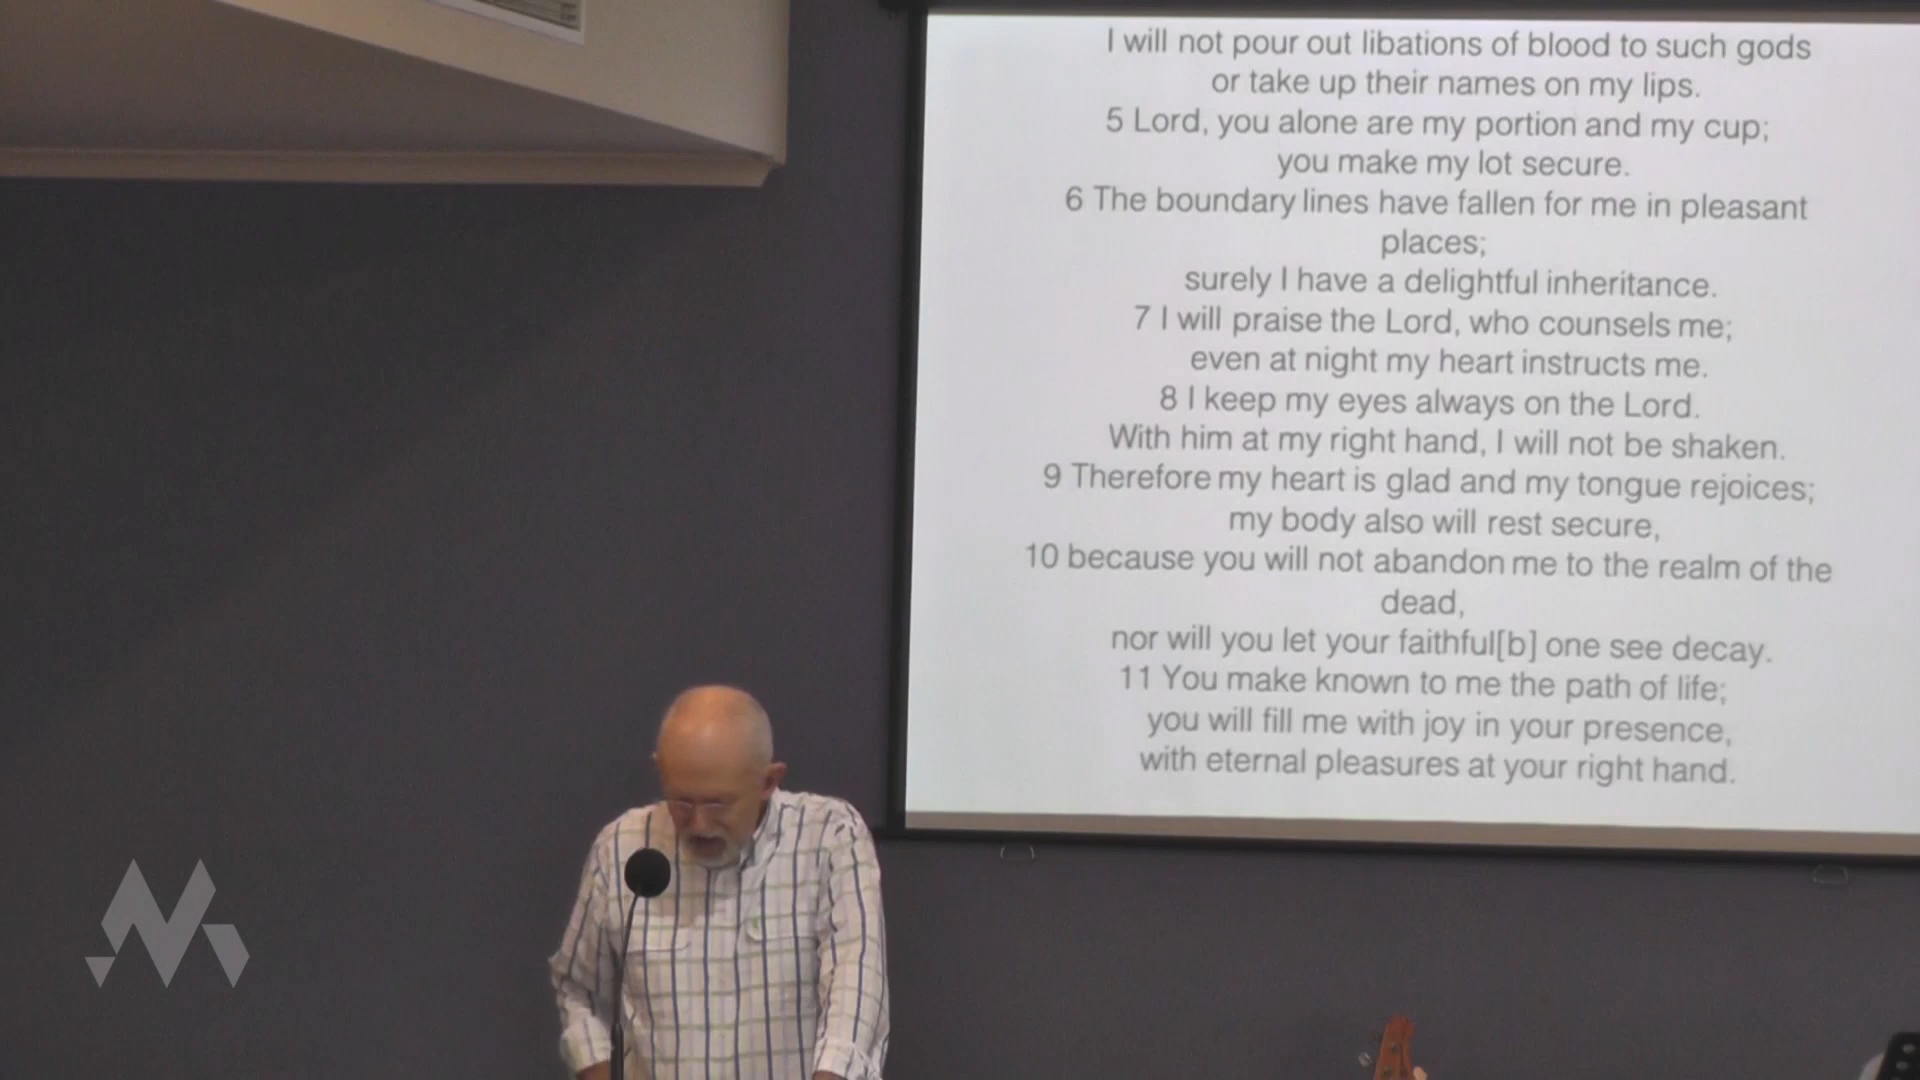 I will not pour out libations of blood to such gods
or take up their names on my lips.
5 Lord, you alone are my portion and my cup;
you make my lot secure.
6 The boundary lines have fallen for me in pleasant
places;
surely I have a delightful inheritance.
7 I will praise the Lord, who counsels me;
even at night my heart instructs me.
8 I keep my eyes always on the Lord.
With him at my right hand, I will not be shaken.
9 Therefore my heart is glad and my tongue rejoices;
my body also will rest secure,
10 because you will not abandon me to the realm of the
dead,
nor will you let your faithful[b] one see decay.
11 You make known to me the path of life;
you will fill me with joy in your presence,
with eternal pleasures at your right hand.